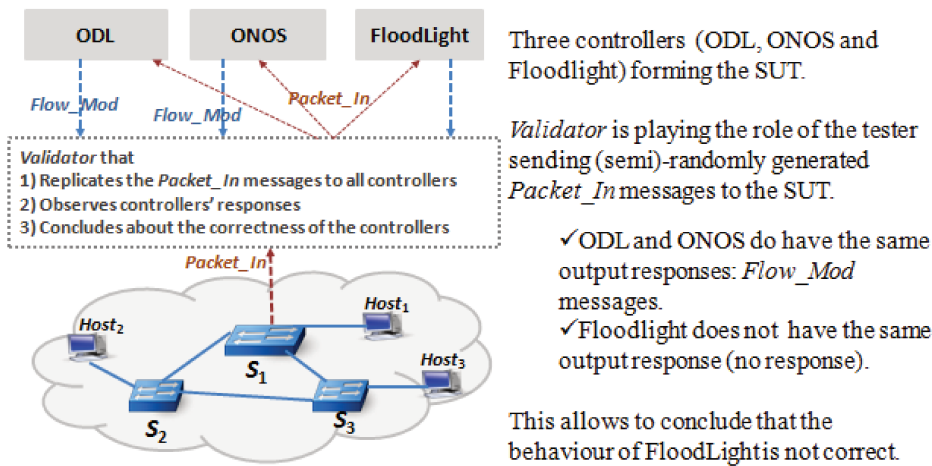 ODL
ONOS
FloodLight
Flow_Mod
Flow_Mod
Packet_In
Validator that
1) Replicates the Packet_In messages to all controllers
2) Observes controllers' responses
3) Concludes about the correctness of the controllers
Packet_In
Host1
Host2
Host3
S1
S2
S3
Three controllers (ODL, ONOS and
Floodlight) forming the SUT.
Validator is playing the role of the tester
sending (semi)-randomly generated
Packet_In messages to the SUT.
✓ODL and ONOS do have the same
output responses: Flow_Mod
messages.
✓Floodlight does not have the same
output response (no response).
This allows to conclude that the
behaviour of FloodLight is not correct.